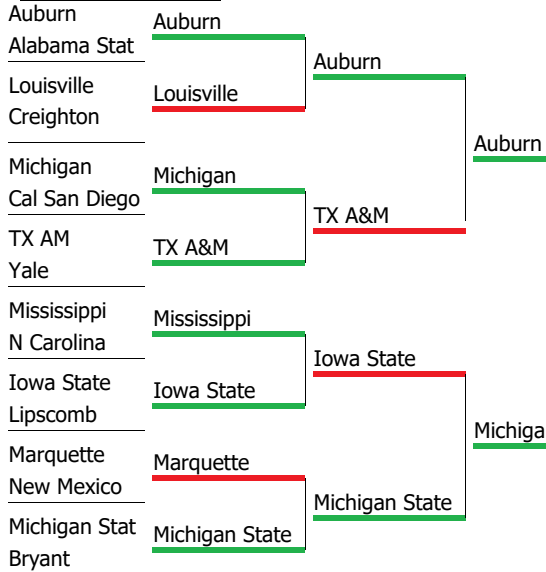 Auburn
Alabama Stat
Louisville
Creighton
Michigan
Cal San Diego
TX AM
Yale
Mississippi
N Carolina
Iowa State
Lipscomb
Marquette
New Mexico
Michigan Stat
Bryant
Auburn
Louisville
Michigan
TX A&M
Mississippi
Iowa State
Marquette
Michigan State
Auburn
TX A&M
Iowa State
Michigan State
Auburn
Michiga